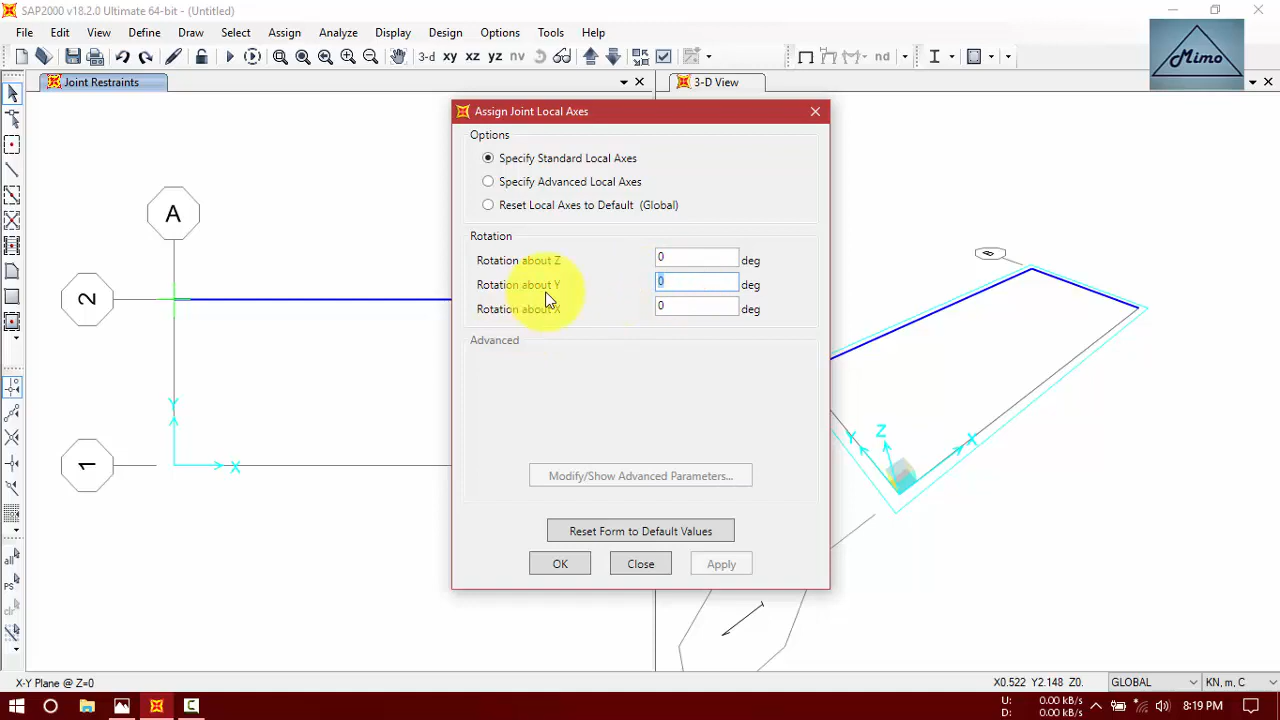 SAP2000 v18.2.0 Ultimate 64-bit - (Untitled)
File Edit View Define Draw Select Assign Analyze Display Design Options Tools Help
3-d xy xz yz nv
nd
Mimo
Joint Restraints
3-D View
Assign Joint Local Axes
Options
Specify Standard Local Axes
Specify Advanced Local Axes
Reset Local Axes to Default (Global)
Rotation
Rotation about Z 0 deg
Rotation about Y 0 deg
Rotation about X 0 deg
Advanced
Modify/Show Advanced Parameters...
Reset Form to Default Values
OK Close Apply
A
2
1
Y
X
Y Z X
all
PS
clr
X-Y Plane @ Z=0
X0.522 Y2.148 Z0.
GLOBAL
KN, m, C
U: 0.00 kB/s
D: 0.00 kB/s
8:19 PM